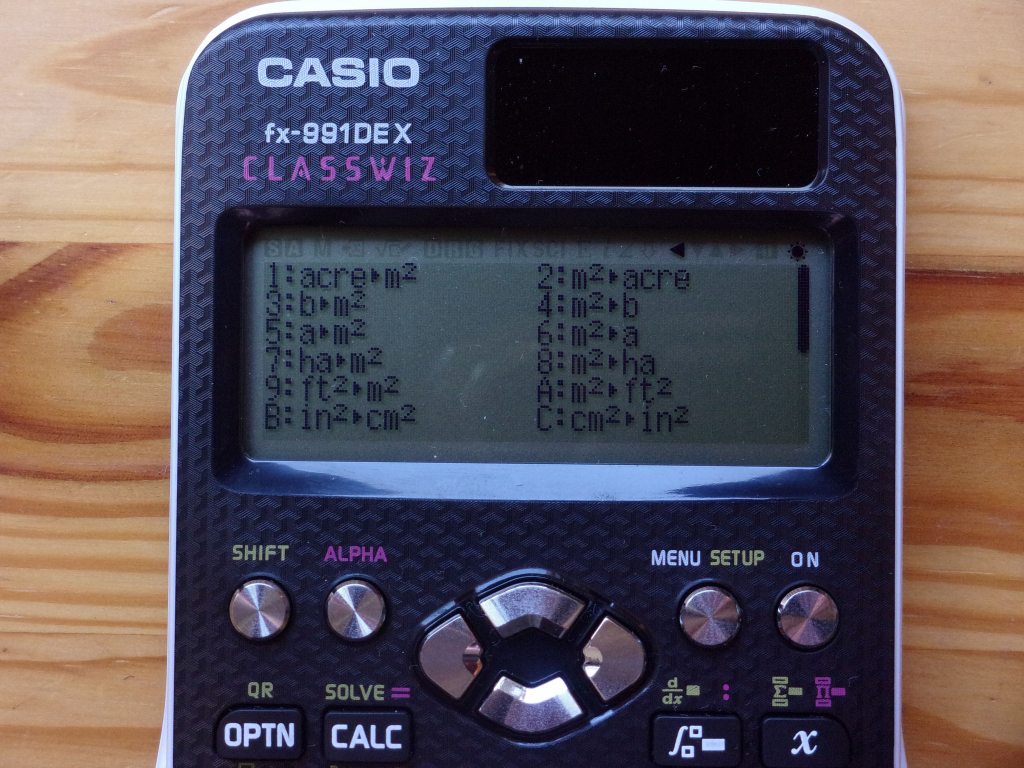 CASIO
fx-991DE X
CLASSWIZ
1:acre▸m² 2:m²▸acre
3:b▸m² 4:m²▸b
5:a▸m² 6:m²▸a
7:ha▸m² 8:m²▸ha
9:ft²▸m² A:m²▸ft²
B:in²▸cm² C:cm²▸in²
SHIFT ALPHA MENU SETUP ON
QR SOLVE = d/dx : Σ Π
OPTN CALC ∫ x